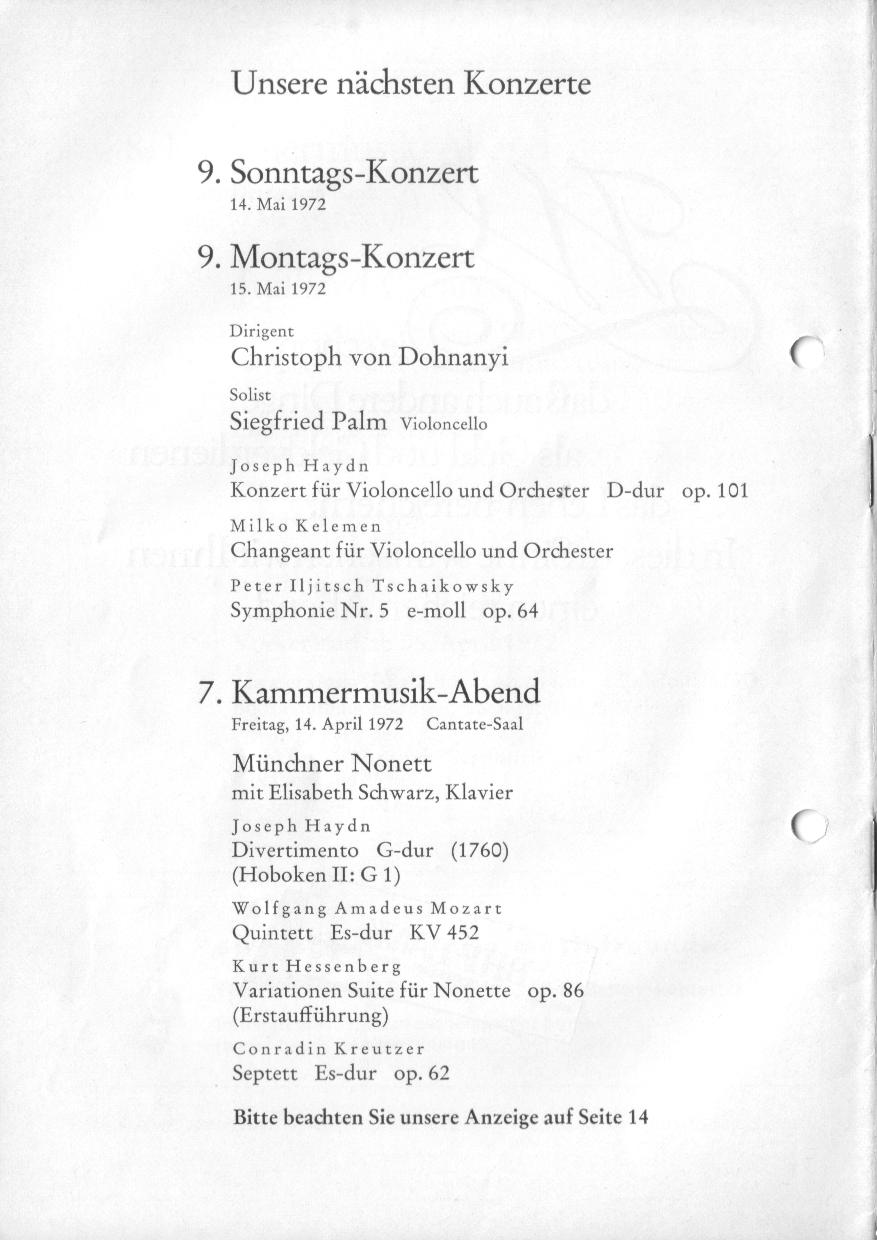 Unsere nächsten Konzerte
9. Sonntags-Konzert
14. Mai 1972
9. Montags-Konzert
15. Mai 1972
Dirigent
Christoph von Dohnanyi
Solist
Siegfried Palm Violoncello
Joseph Haydn
Konzert für Violoncello und Orchester D-dur op. 101
Milko Kelemen
Changeant für Violoncello und Orchester
Peter Iljitsch Tschaikowsky
Symphonie Nr. 5 e-moll op. 64
7. Kammermusik-Abend
Freitag, 14. April 1972 Cantate-Saal
Münchner Nonett
mit Elisabeth Schwarz, Klavier
Joseph Haydn
Divertimento G-dur (1760)
(Hoboken II: G 1)
Wolfgang Amadeus Mozart
Quintett Es-dur KV 452
Kurt Hessenberg
Variationen Suite für Nonette op. 86
(Erstaufführung)
Conradin Kreutzer
Septett Es-dur op. 62
Bitte beachten Sie unsere Anzeige auf Seite 14